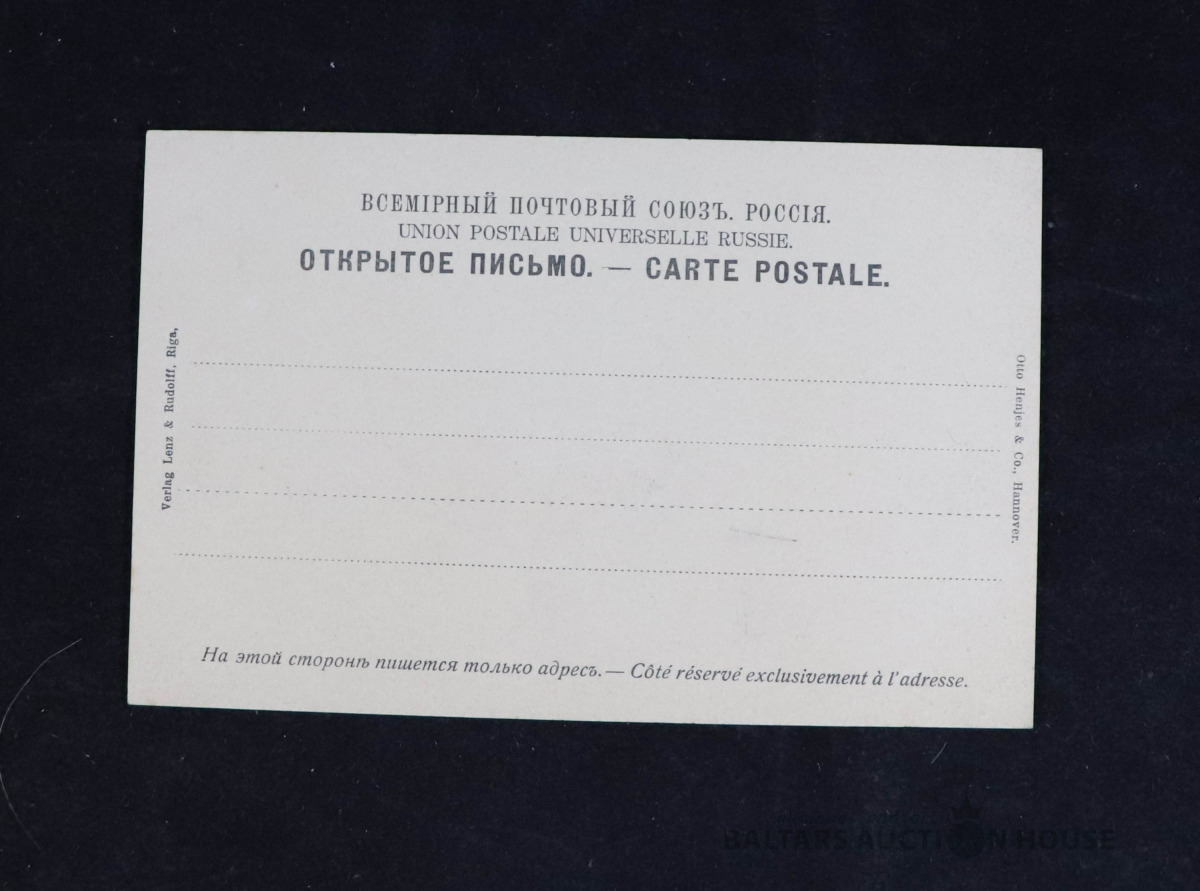 ВСЕМІРНЫЙ ПОЧТОВЫЙ СОЮЗЪ. РОССІЯ.
UNION POSTALE UNIVERSELLE RUSSIE.
ОТКРЫТОЕ ПИСЬМО. — CARTE POSTALE.
Verlag Lenz & Rudolff, Riga,
Otto Henjes & Co., Hannover.
На этой сторонѣ пишется только адресъ. — Côté réservé exclusivement à l'adresse.
BALTARS AUCTION HOUSE